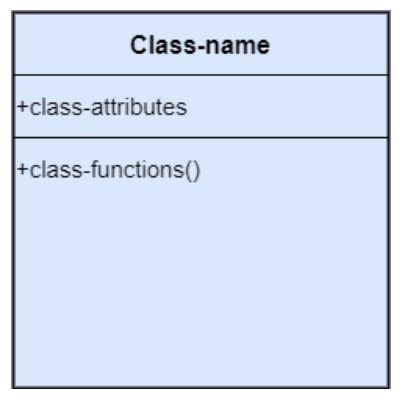 Class-name
+class-attributes
+class-functions()